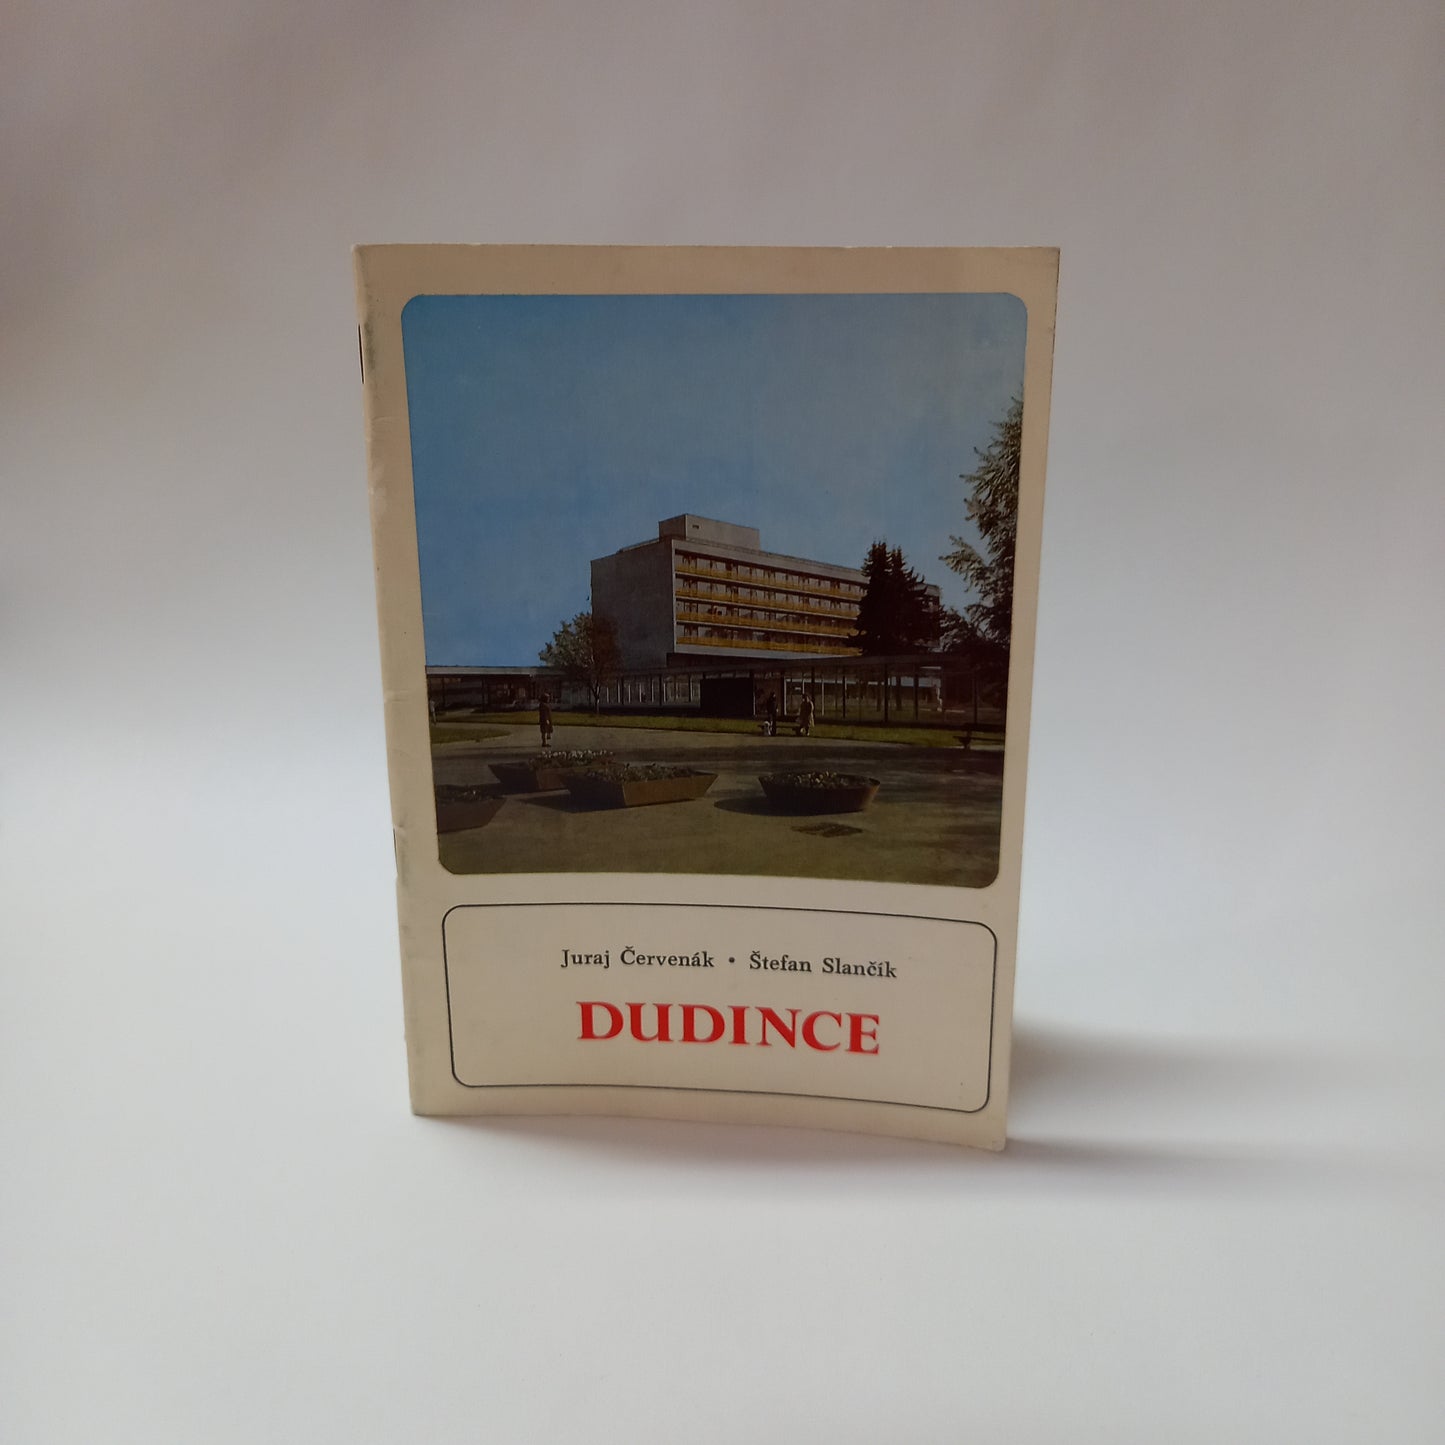 Juraj Červenák • Štefan Slančík
DUDINCE